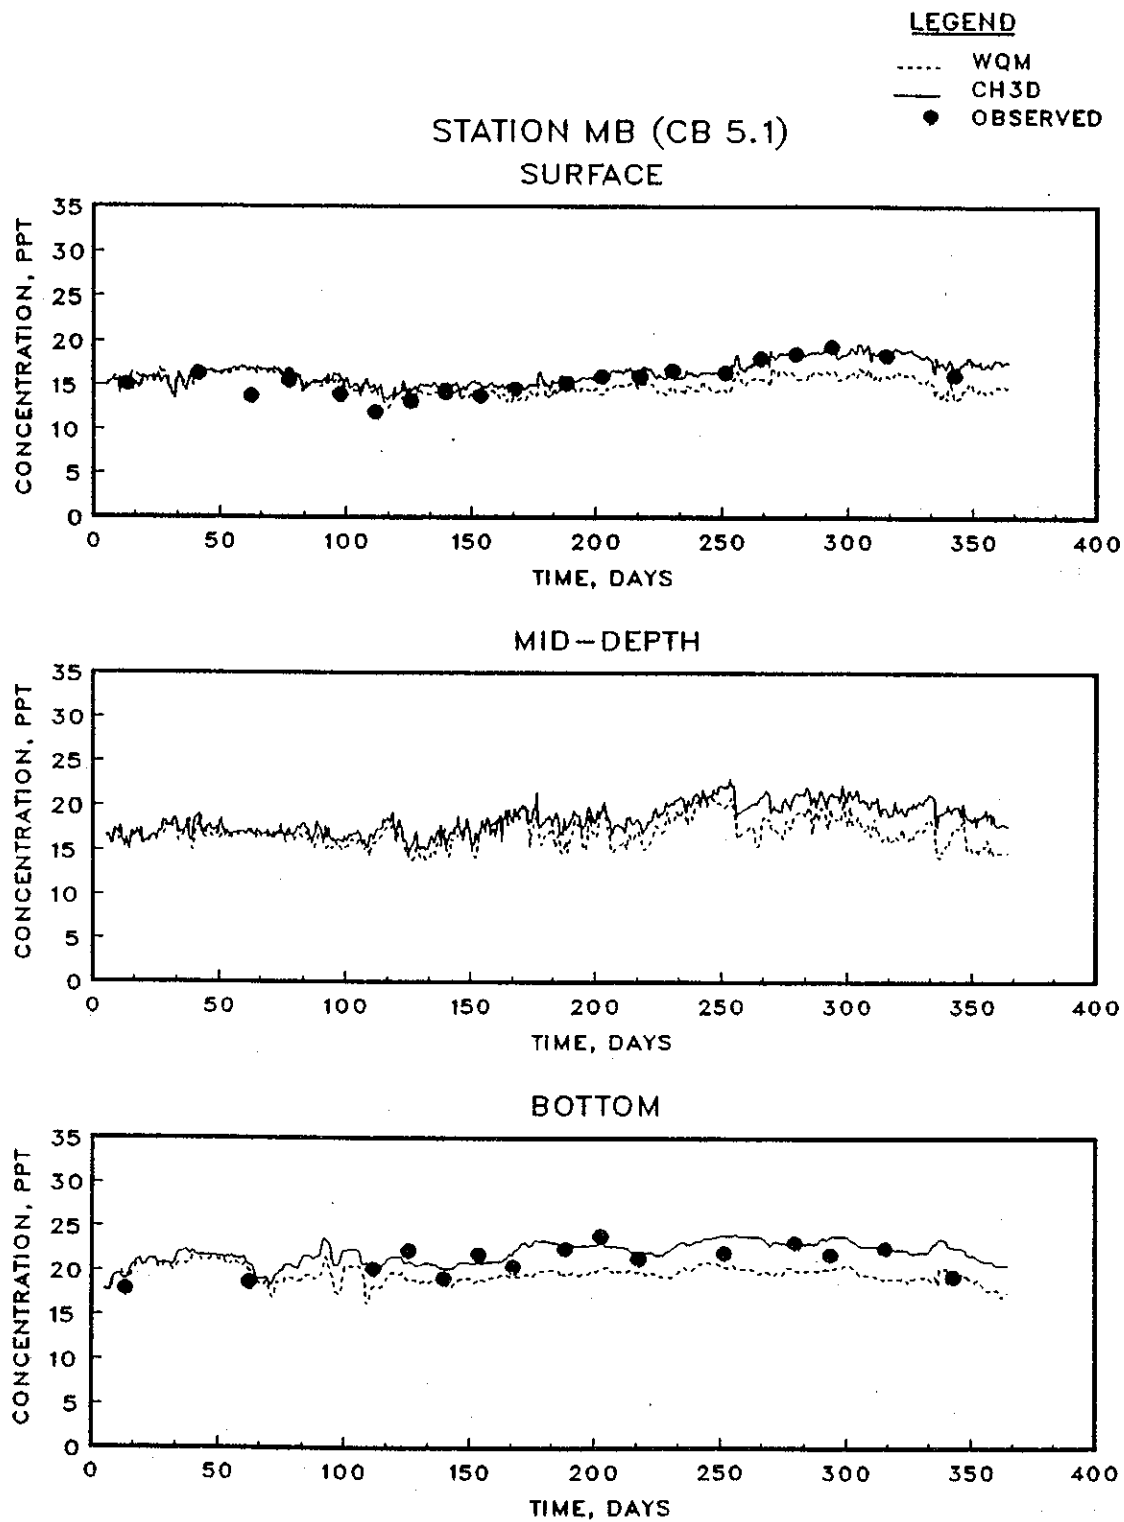 LEGEND
WQM
CH3D
OBSERVED
STATION MB (CB 5.1)
SURFACE
CONCENTRATION, PPT
35
30
25
20
15
10
5
0
0 50 100 150 200 250 300 350 400
TIME, DAYS
MID-DEPTH
CONCENTRATION, PPT
35
30
25
20
15
10
5
0
0 50 100 150 200 250 300 350 400
TIME, DAYS
BOTTOM
CONCENTRATION, PPT
35
30
25
20
15
10
5
0
0 50 100 150 200 250 300 350 400
TIME, DAYS